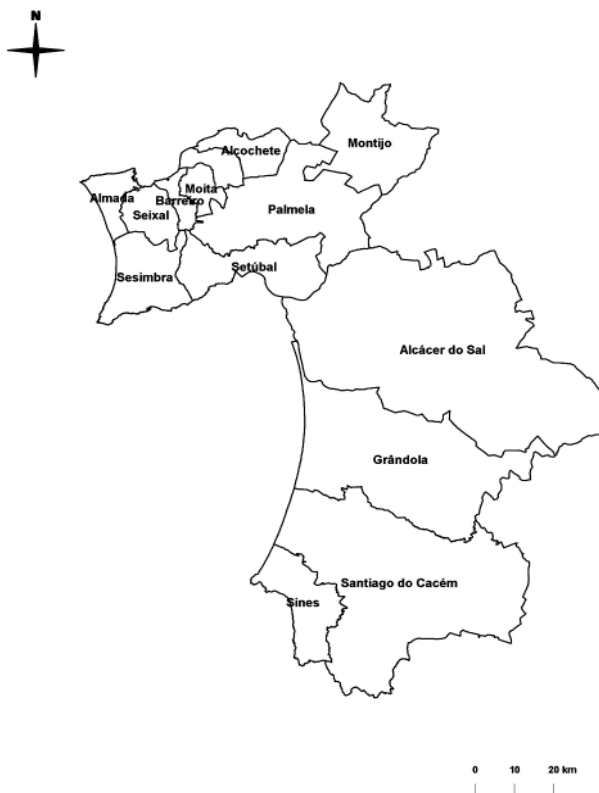 N
Montijo
Alcochete
Moita
Almada
Barreiro
Seixal
Palmela
Setúbal
Sesimbra
Alcácer do Sal
Grândola
Santiago do Cacém
Sines
0 10 20 km